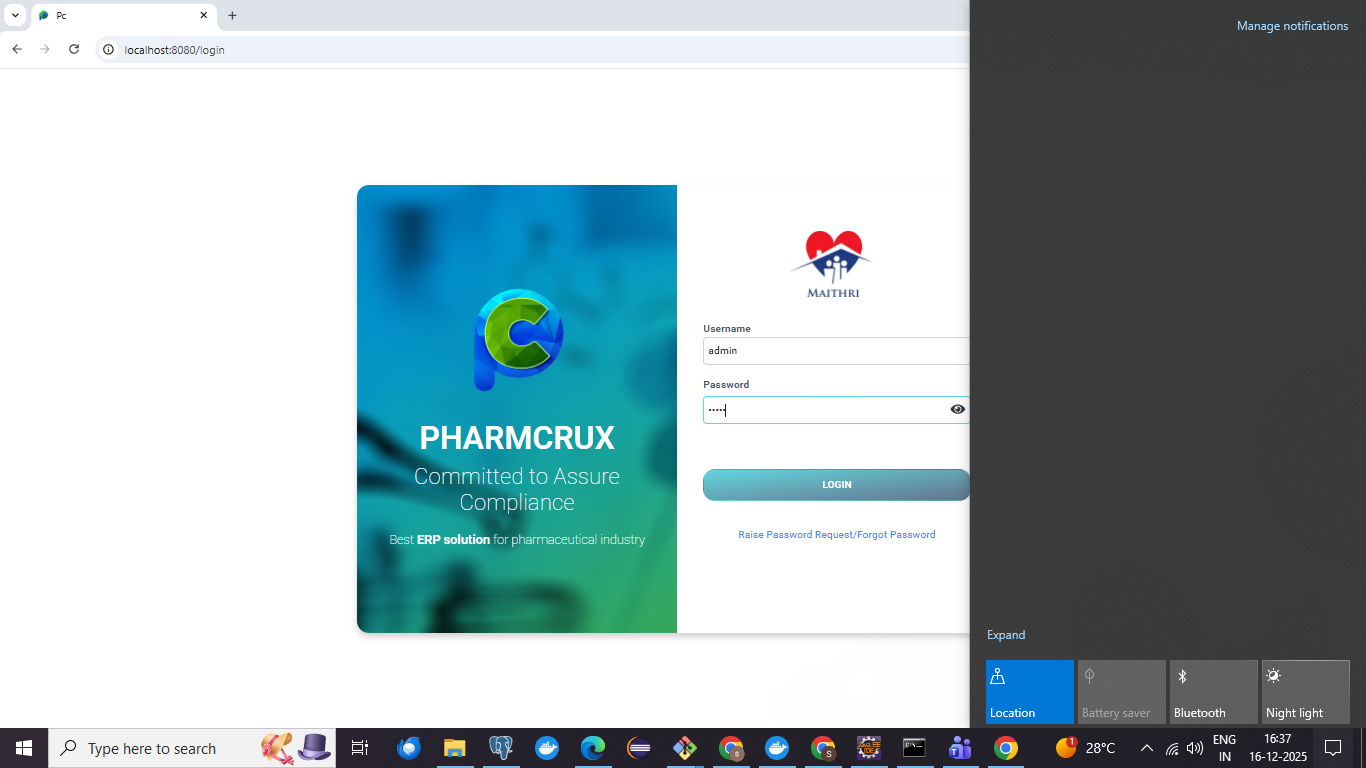 Pc
localhost:8080/login
MAITHRI
Username
admin
Password
•••••
LOGIN
Raise Password Request/Forgot Password
PHARMCRUX
Committed to Assure
Compliance
Best ERP solution for pharmaceutical industry
Manage notifications
Expand
Location
Battery saver
Bluetooth
Night light
Type here to search
1
28°C
ENG
IN
16:37
16-12-2025